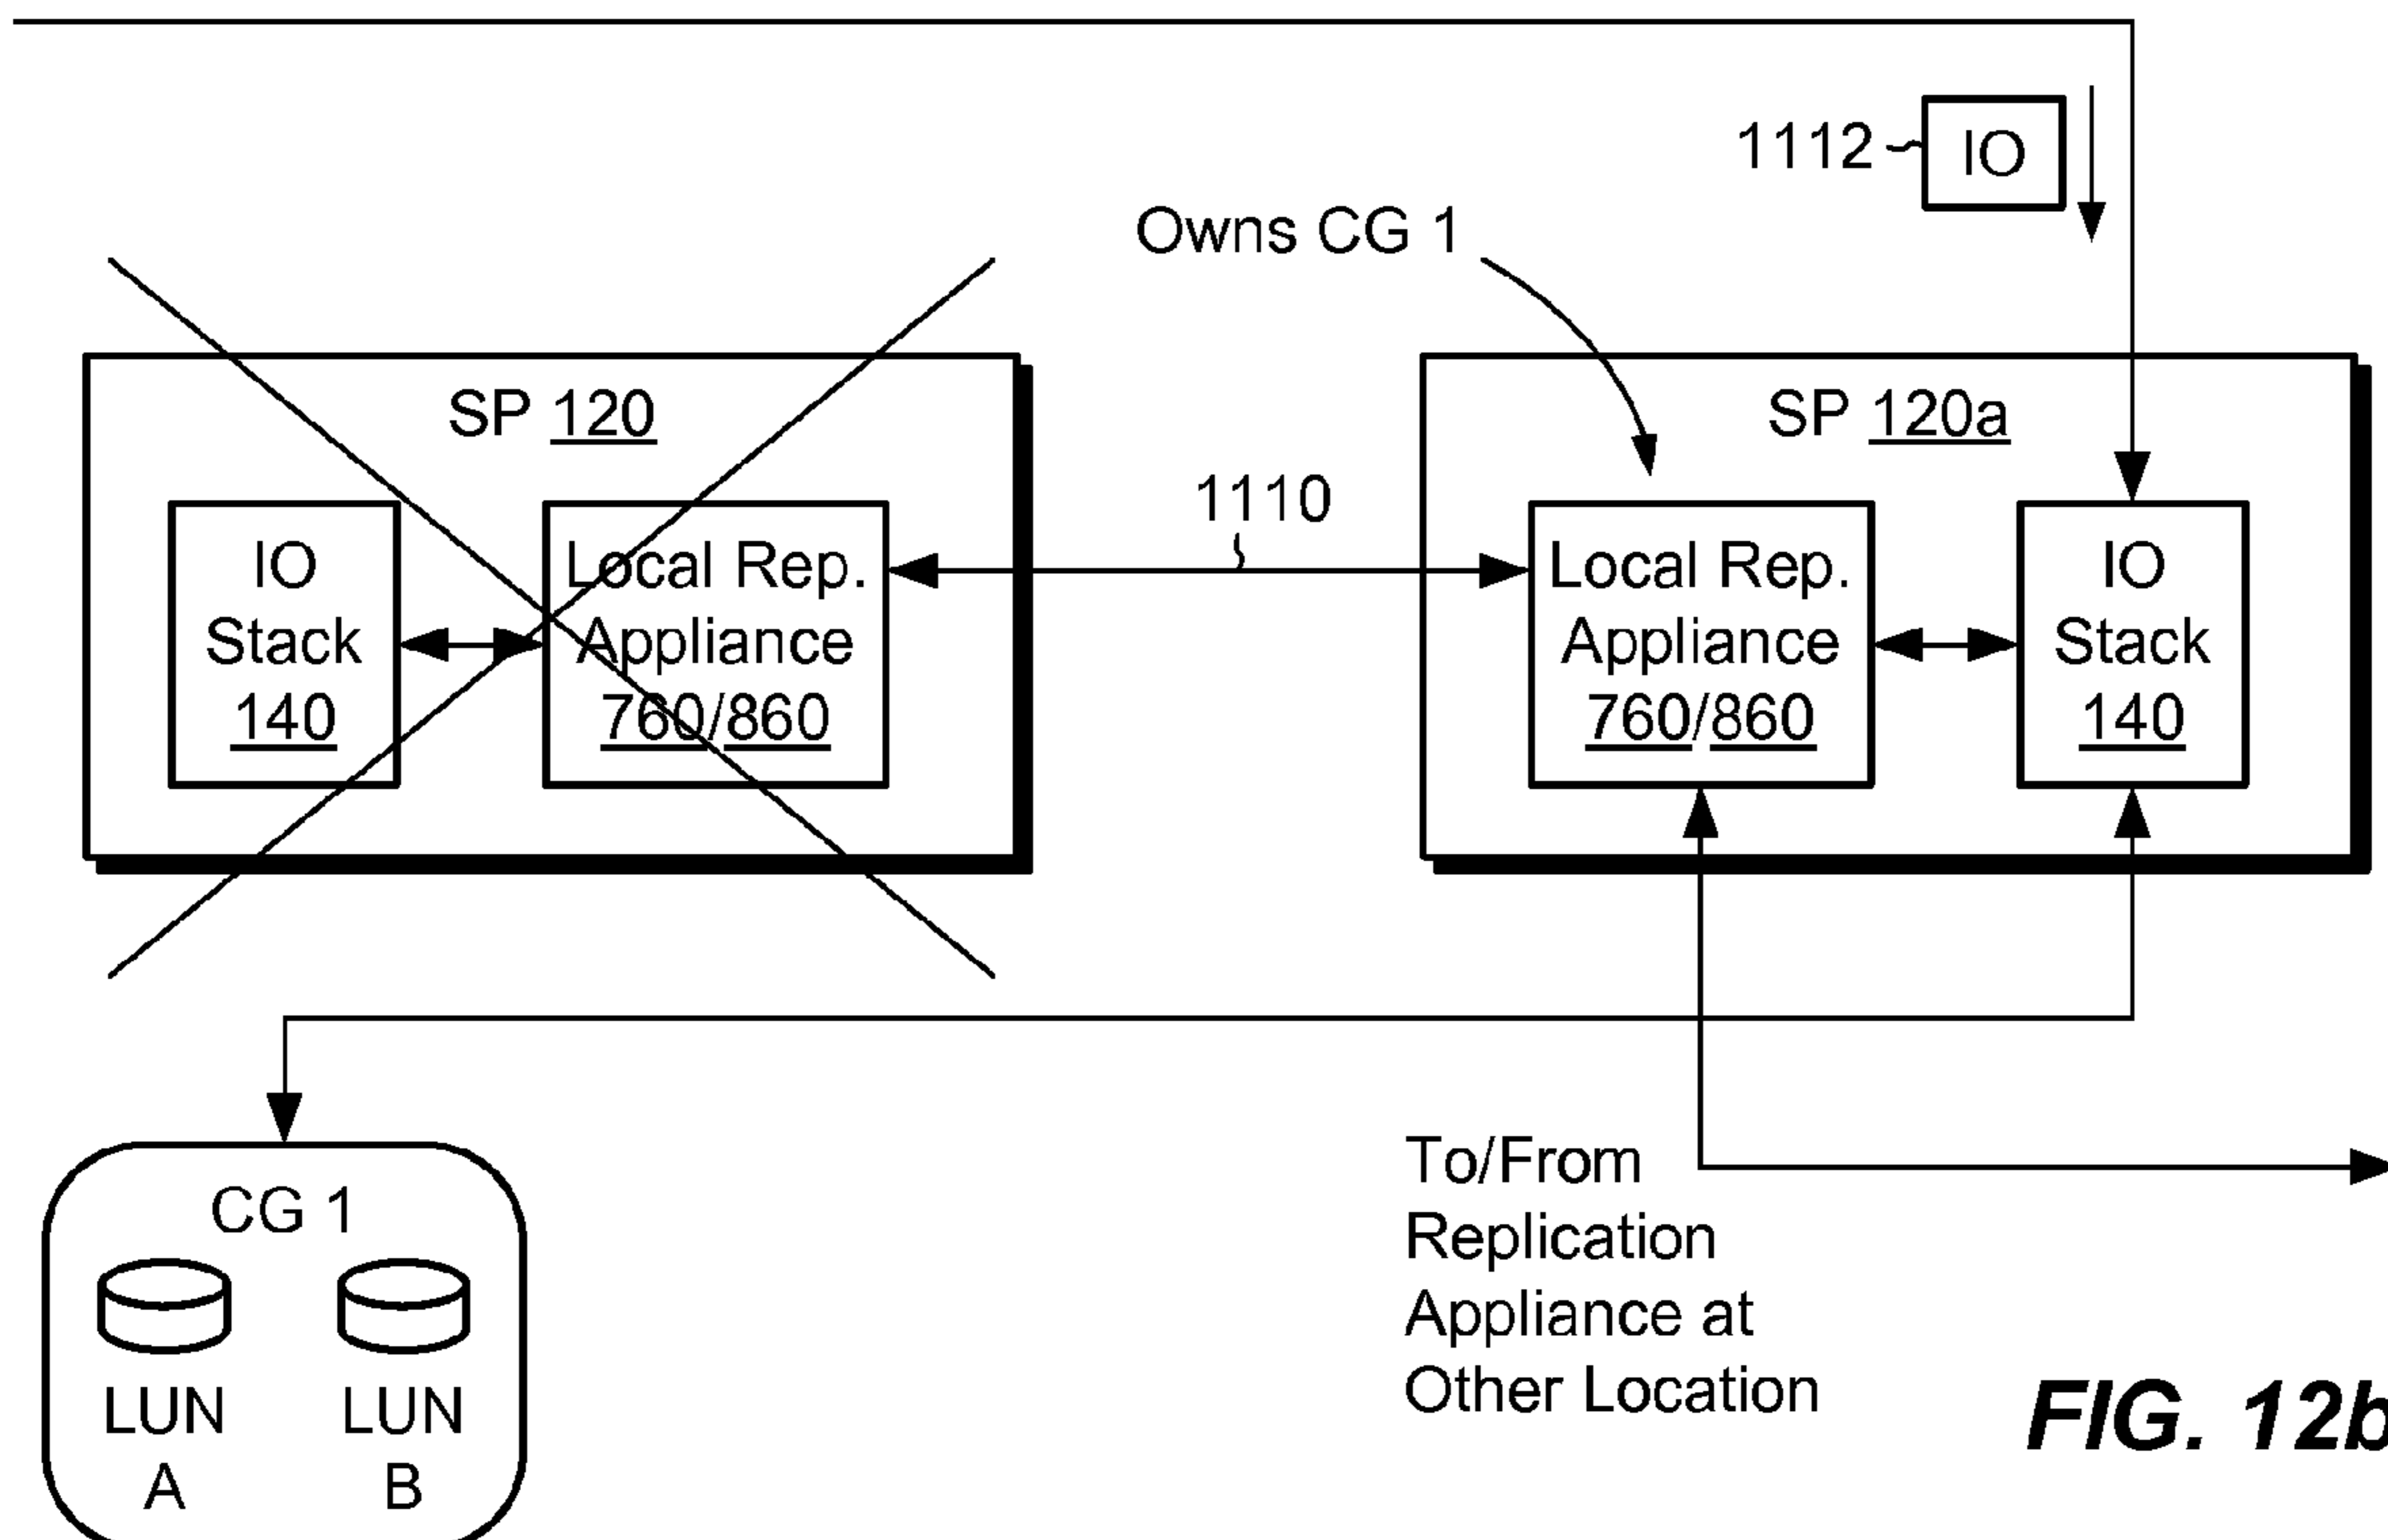 1112
IO
Owns CG 1
SP 120
SP 120a
1110
IO
Stack
140
Local Rep.
Appliance
760/860
Local Rep.
Appliance
760/860
IO
Stack
140
CG 1
LUN
A
LUN
B
To/From
Replication
Appliance at
Other Location
FIG. 12b